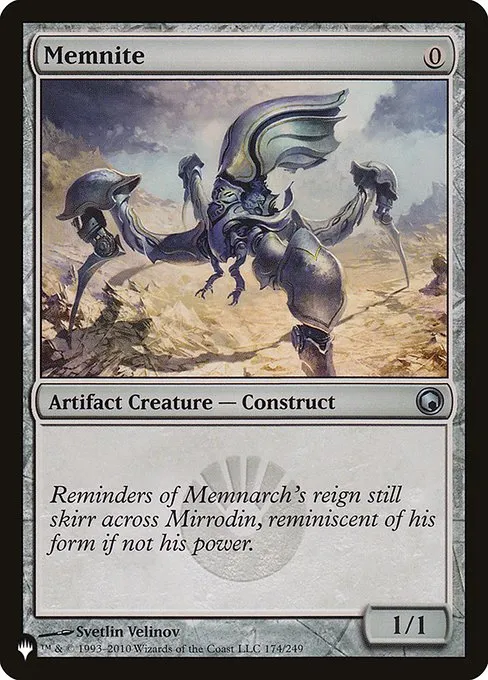 Memnite 0
Artifact Creature — Construct
Reminders of Memnarch's reign still
skirr across Mirrodin, reminiscent of his
form if not his power.
Svetlin Velinov
1/1
™ & © 1993–2010 Wizards of the Coast LLC 174/249